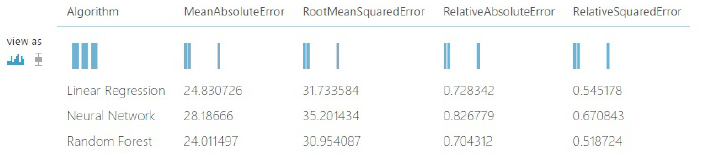 Algorithm MeanAbsoluteError RootMeanSquaredError RelativeAbsoluteError RelativeSquaredError
view as
Linear Regression 24.830726 31.733584 0.728342 0.545178
Neural Network 28.18666 35.201434 0.826779 0.670843
Random Forest 24.011497 30.954087 0.704312 0.518724